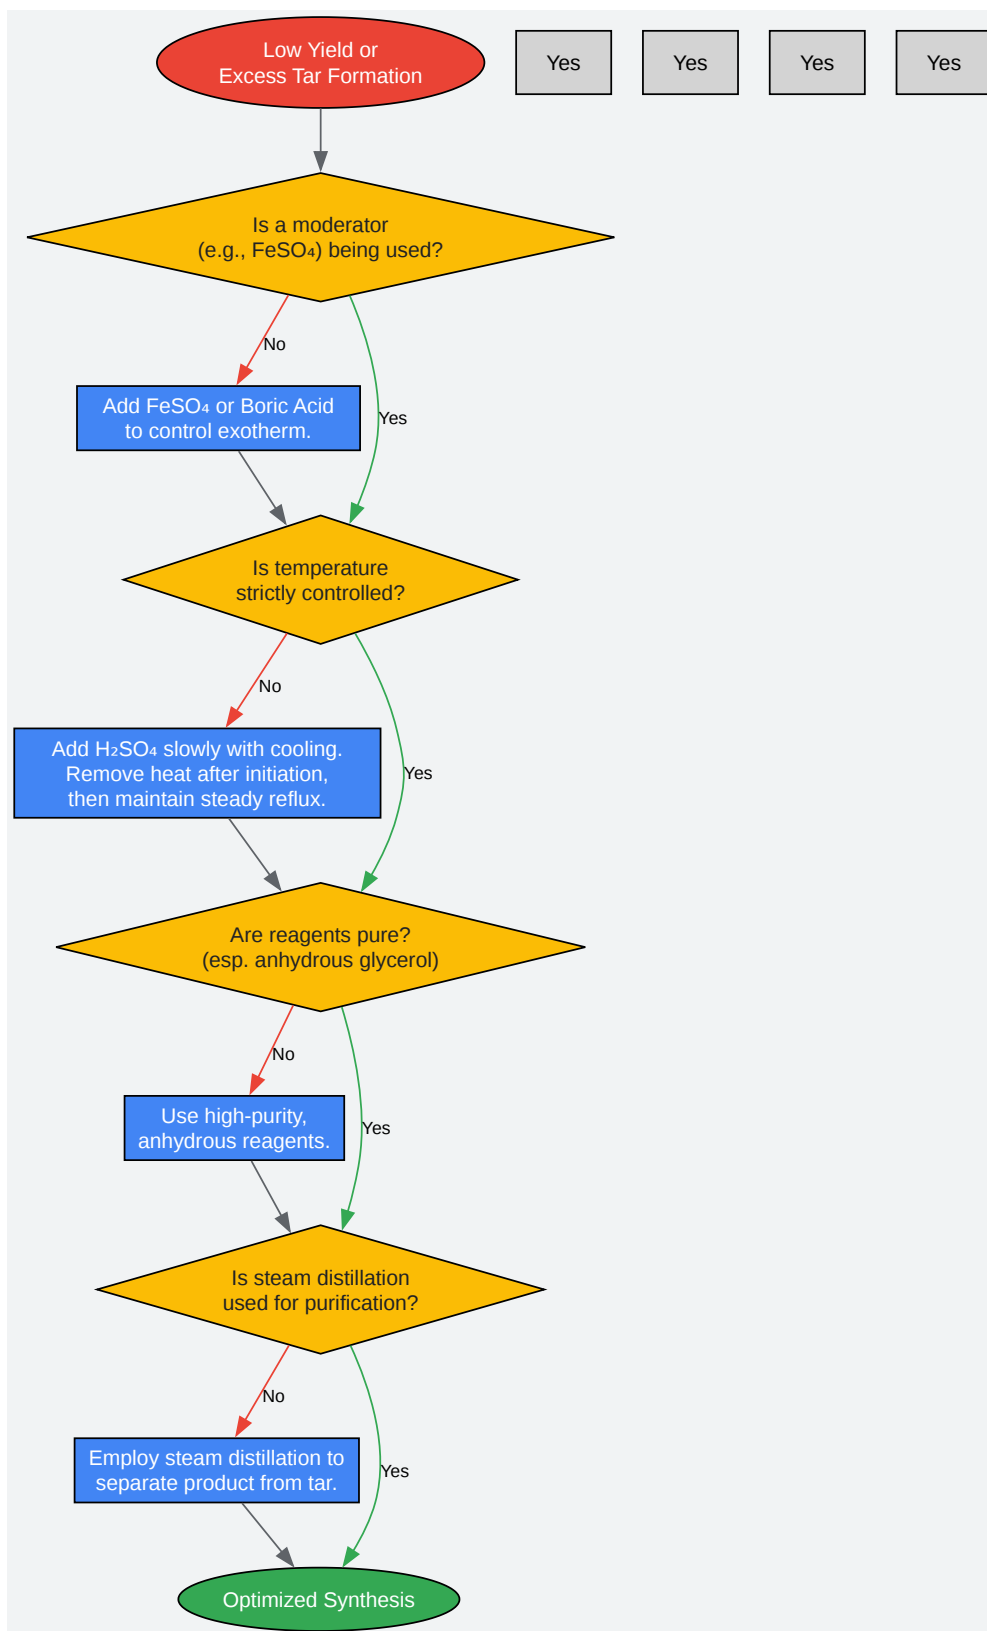 Low Yield or
Excess Tar Formation
Yes
Yes
Yes
Yes
Is a moderator
(e.g., FeSO₄) being used?
No
Add FeSO₄ or Boric Acid
to control exotherm.
Yes
Is temperature
strictly controlled?
No
Add H₂SO₄ slowly with cooling.
Remove heat after initiation,
then maintain steady reflux.
Yes
Are reagents pure?
(esp. anhydrous glycerol)
No
Use high-purity,
anhydrous reagents.
Yes
Is steam distillation
used for purification?
No
Employ steam distillation to
separate product from tar.
Yes
Optimized Synthesis